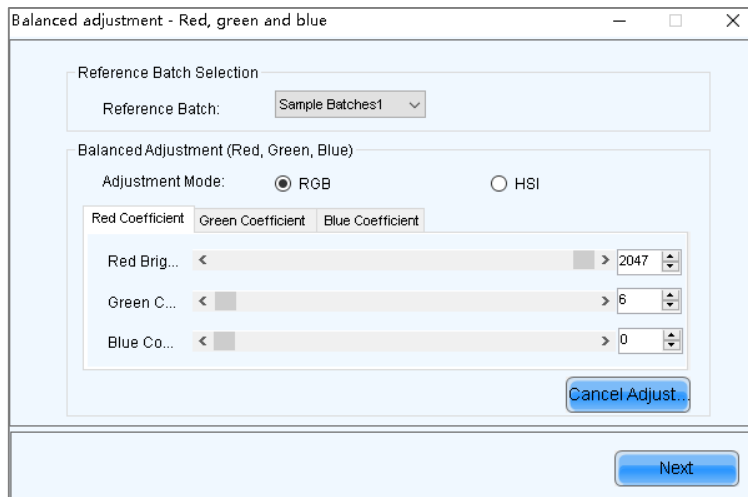 Balanced adjustment - Red, green and blue
Reference Batch Selection
Reference Batch: Sample Batches1
Balanced Adjustment (Red, Green, Blue)
Adjustment Mode: RGB HSI
Red Coefficient Green Coefficient Blue Coefficient
Red Brig... 2047
Green C... 6
Blue Co... 0
Cancel Adjust...
Next